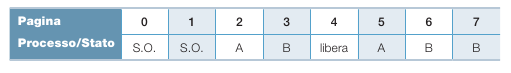 Pagina 0 1 2 3 4 5 6 7
Processo/Stato S.O. S.O. A B libera A B B